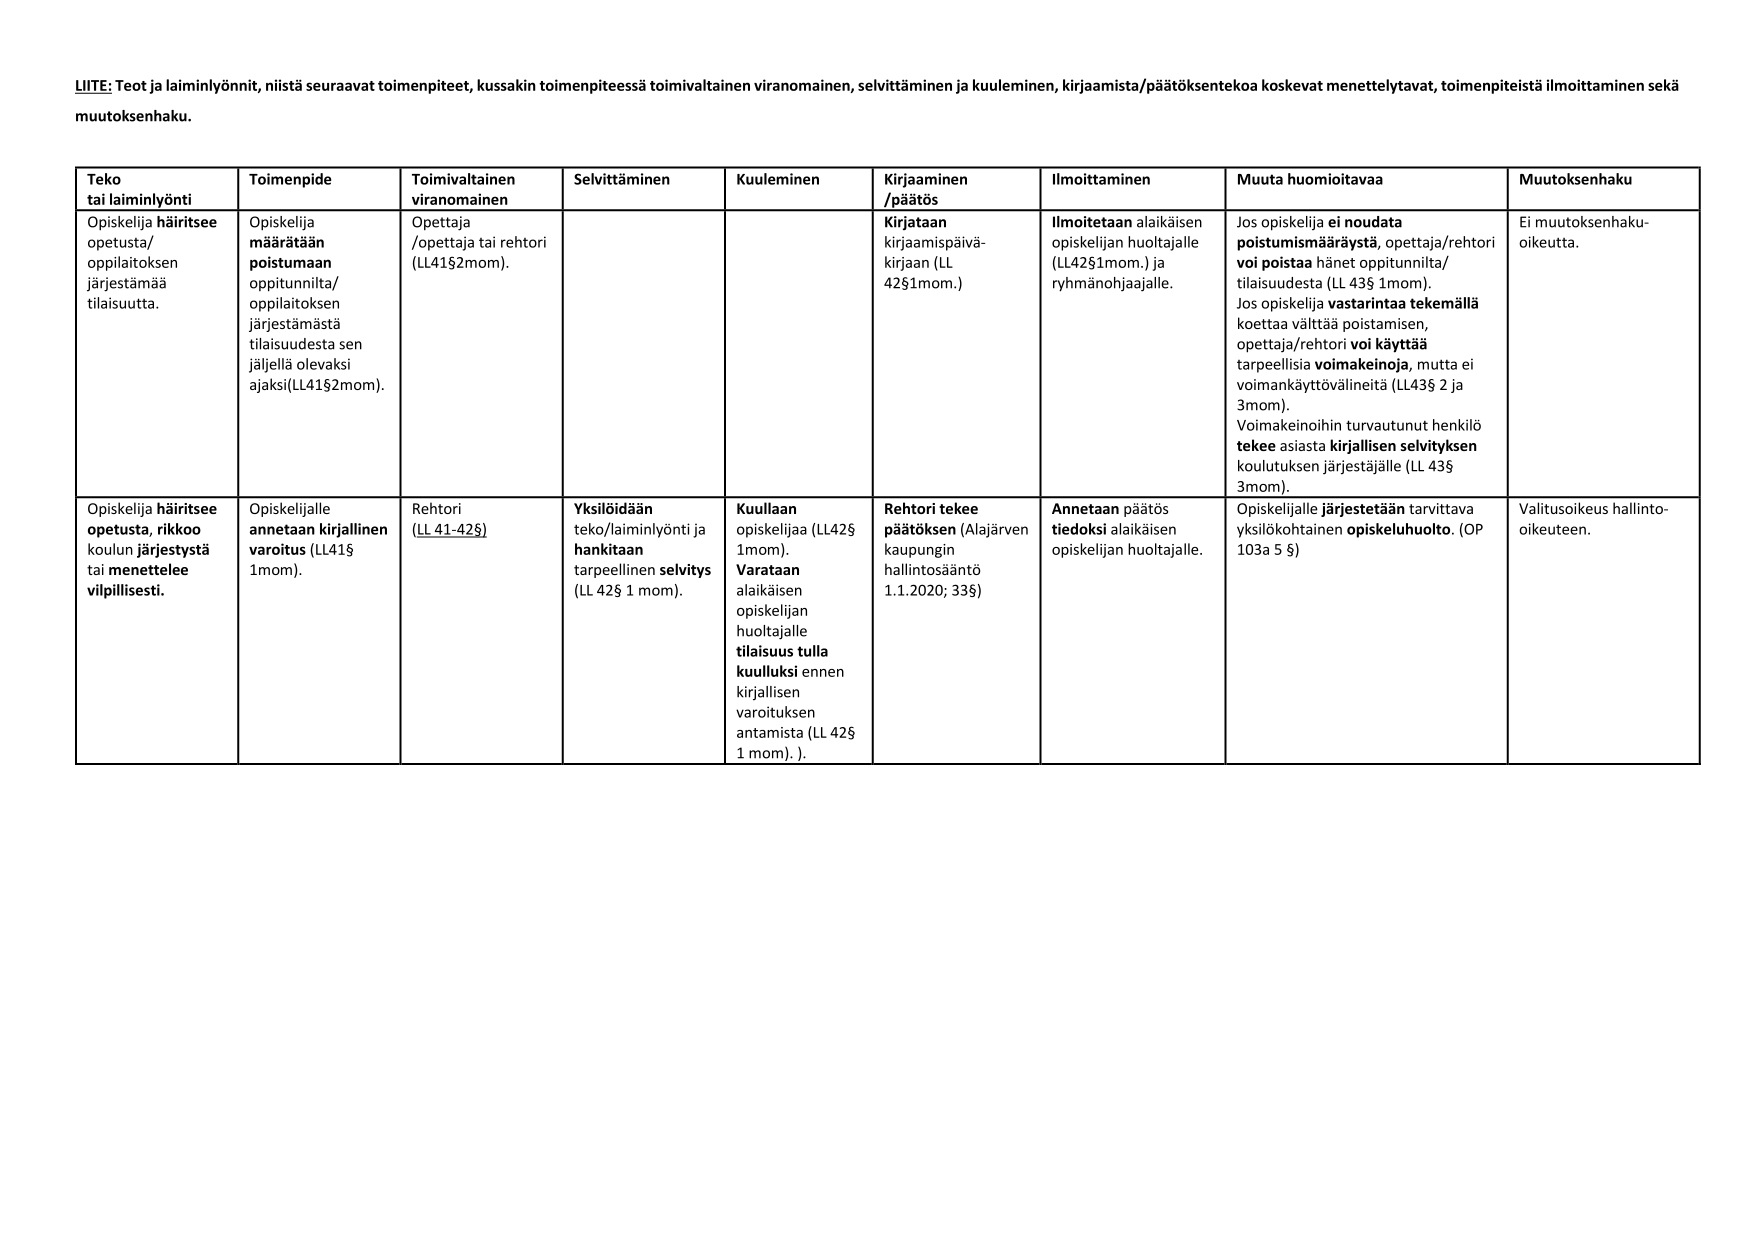 LIITE: Teot ja laiminlyönnit, niistä seuraavat toimenpiteet, kussakin toimenpiteessä toimivaltainen viranomainen, selvittäminen ja kuuleminen, kirjaamista/päätöksentekoa koskevat menettelytavat, toimenpiteistä ilmoittaminen sekä
muutoksenhaku.
Teko
tai laiminlyönti
Toimenpide
Toimivaltainen
viranomainen
Selvittäminen
Kuuleminen
Kirjaaminen
/päätös
Ilmoittaminen
Muuta huomioitavaa
Muutoksenhaku
Opiskelija häiritsee
opetusta/
oppilaitoksen
järjestämää
tilaisuutta.
Opiskelija
määrätään
poistumaan
oppitunnilta/
oppilaitoksen
järjestämästä
tilaisuudesta sen
jäljellä olevaksi
ajaksi(LL41§2mom).
Opettaja
/opettaja tai rehtori
(LL41§2mom).
Kirjataan
kirjaamispäivä-
kirjaan (LL
42§1mom.)
Ilmoitetaan alaikäisen
opiskelijan huoltajalle
(LL42§1mom.) ja
ryhmänohjaajalle.
Jos opiskelija ei noudata
poistumismääräystä, opettaja/rehtori
voi poistaa hänet oppitunnilta/
tilaisuudesta (LL 43§ 1mom).
Jos opiskelija vastarintaa tekemällä
koettaa välttää poistamisen,
opettaja/rehtori voi käyttää
tarpeellisia voimakeinoja, mutta ei
voimankäyttövälineitä (LL43§ 2 ja
3mom).
Voimakeinoihin turvautunut henkilö
tekee asiasta kirjallisen selvityksen
koulutuksen järjestäjälle (LL 43§
3mom).
Ei muutoksenhaku-
oikeutta.
Opiskelija häiritsee
opetusta, rikkoo
koulun järjestystä
tai menettelee
vilpillisesti.
Opiskelijalle
annetaan kirjallinen
varoitus (LL41§
1mom).
Rehtori
(LL 41-42§)
Yksilöidään
teko/laiminlyönti ja
hankitaan
tarpeellinen selvitys
(LL 42§ 1 mom).
Kuullaan
opiskelijaa (LL42§
1mom).
Varataan
alaikäisen
opiskelijan
huoltajalle
tilaisuus tulla
kuulluksi ennen
kirjallisen
varoituksen
antamista (LL 42§
1 mom). ).
Rehtori tekee
päätöksen (Alajärven
kaupungin
hallintosääntö
1.1.2020; 33§)
Annetaan päätös
tiedoksi alaikäisen
opiskelijan huoltajalle.
Opiskelijalle järjestetään tarvittava
yksilökohtainen opiskeluhuolto. (OP
103a 5 §)
Valitusoikeus hallinto-
oikeuteen.